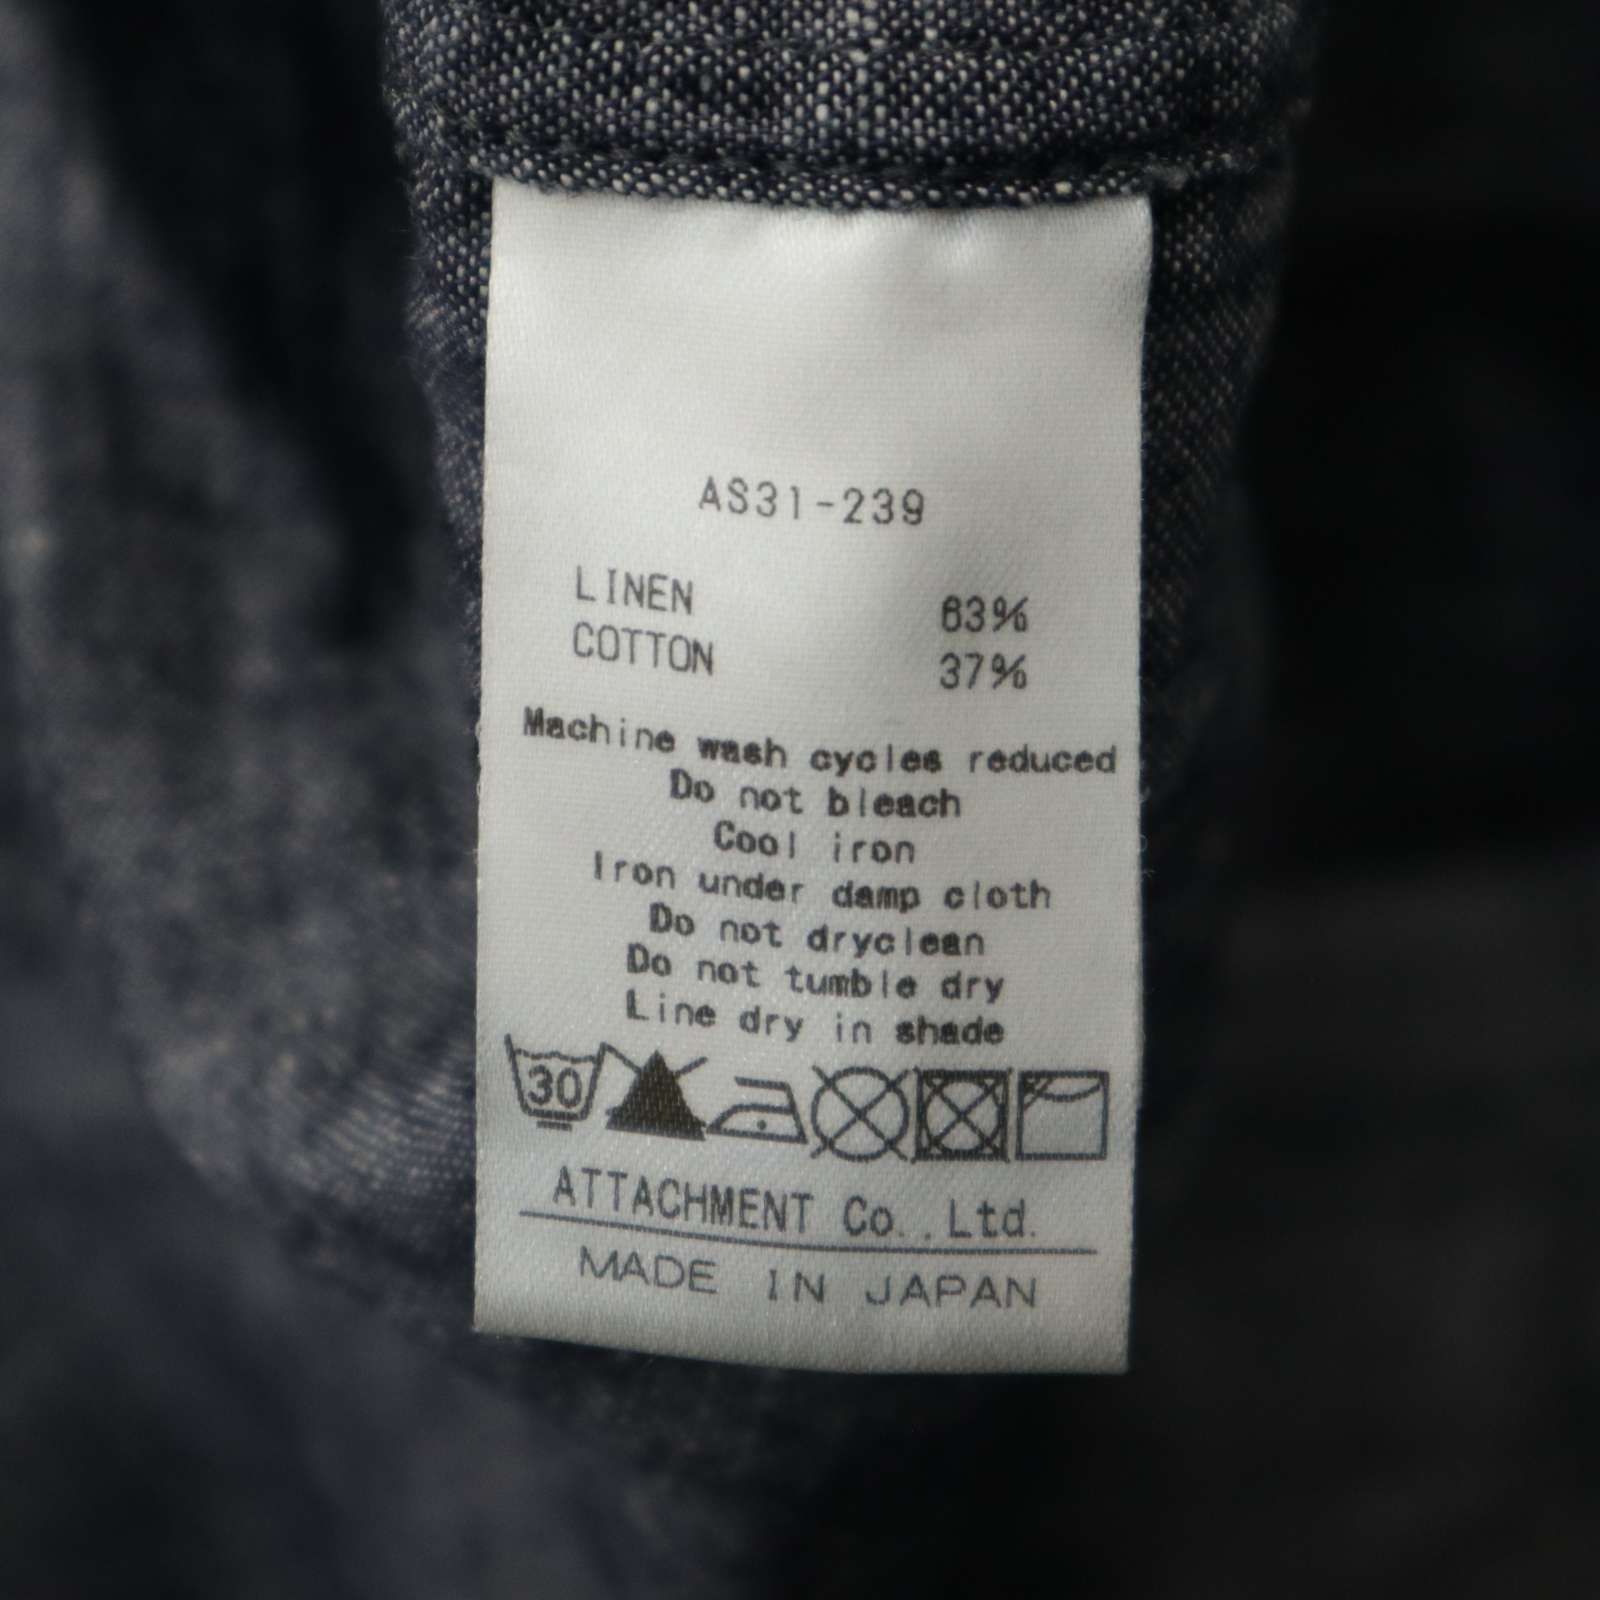 AS31-239
LINEN 63%
COTTON 37%
Machine wash cycles reduced
Do not bleach
Cool iron
Iron under damp cloth
Do not dryclean
Do not tumble dry
Line dry in shade
30
ATTACHMENT Co.,Ltd.
MADE IN JAPAN